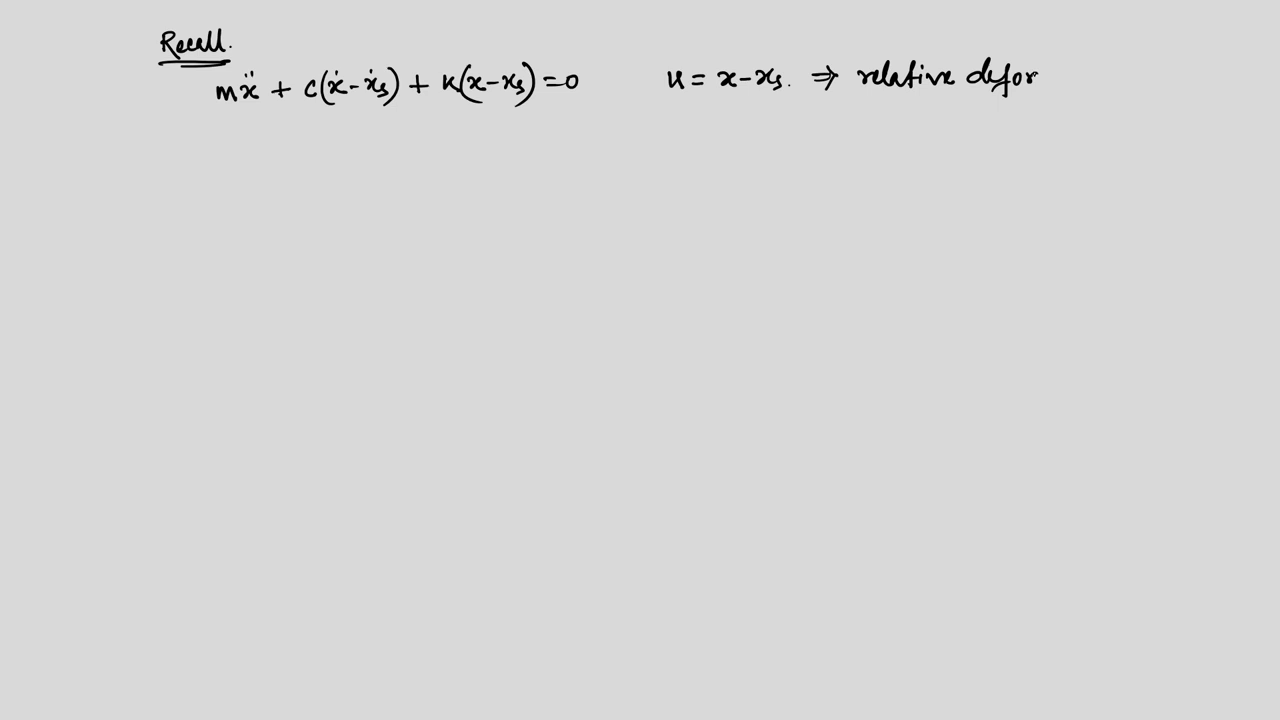 Recall.
mẍ + c(ẋ-ẋs) + k(x-xs) = 0 u = x-xs. ⇒ relative defor